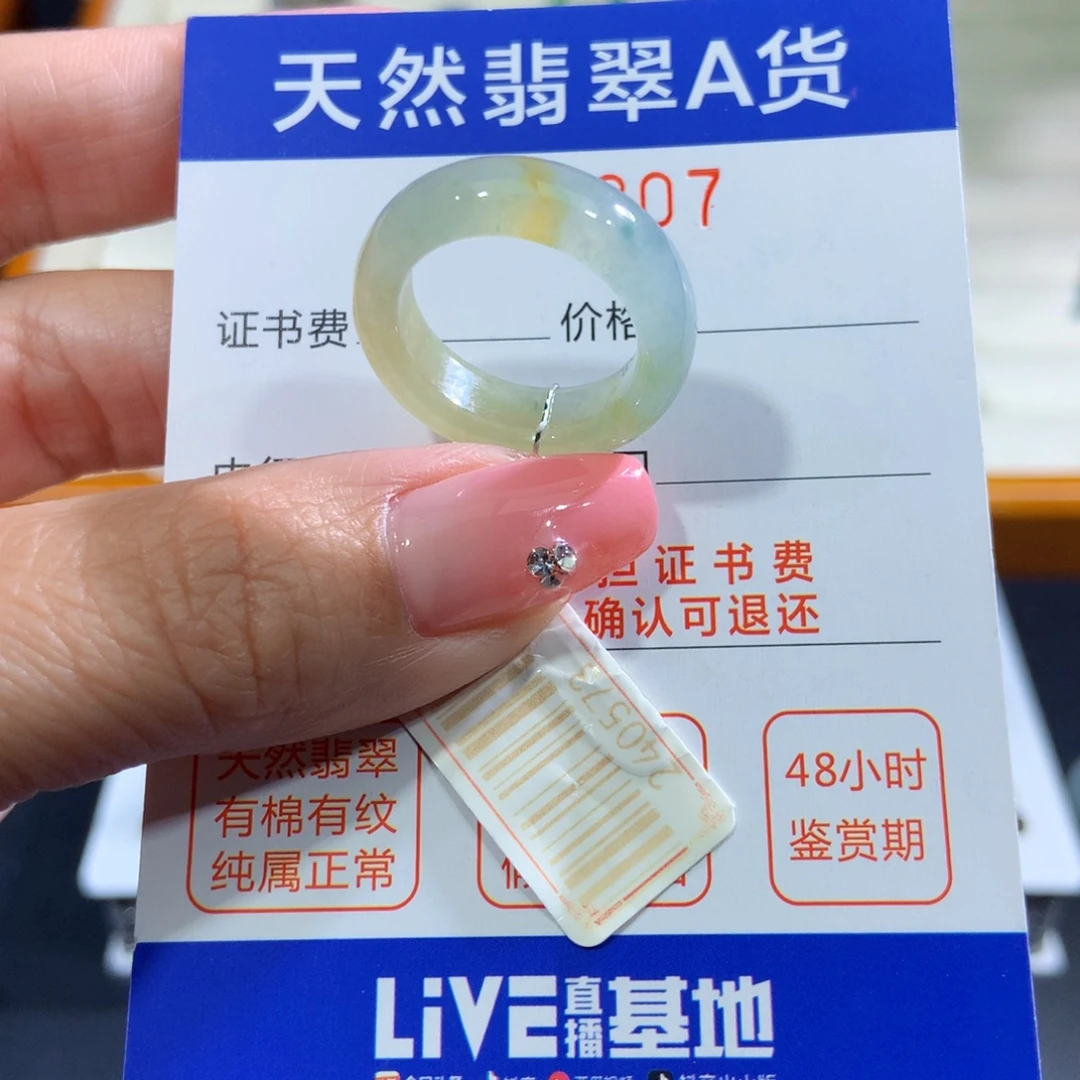 天然翡翠A货
07
证书费
价格
证书费
确认可退还
240573
天然翡翠
有棉有纹
纯属正常
48小时
鉴赏期
LiVE直播基地